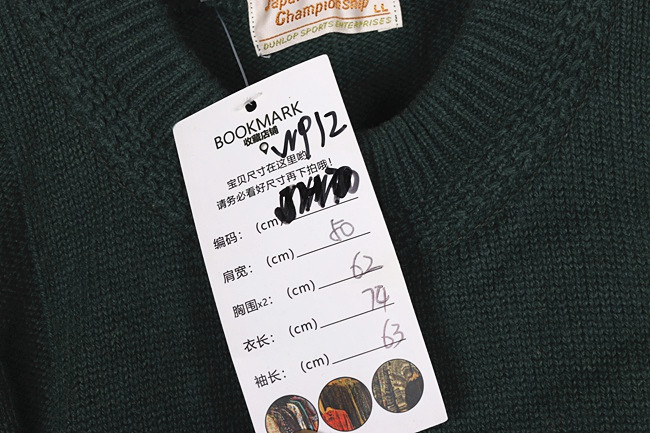 Japan
Championship LL
DUNLOP SPORTS ENTERPRISES
BOOKMARK
收藏店铺
VP12
宝贝尺寸在这里哟
请务必看好尺寸再下拍哦!
编码: (cm)
肩宽: (cm) 50
胸围x2: (cm) 62
衣长: (cm) 74
袖长: (cm) 63